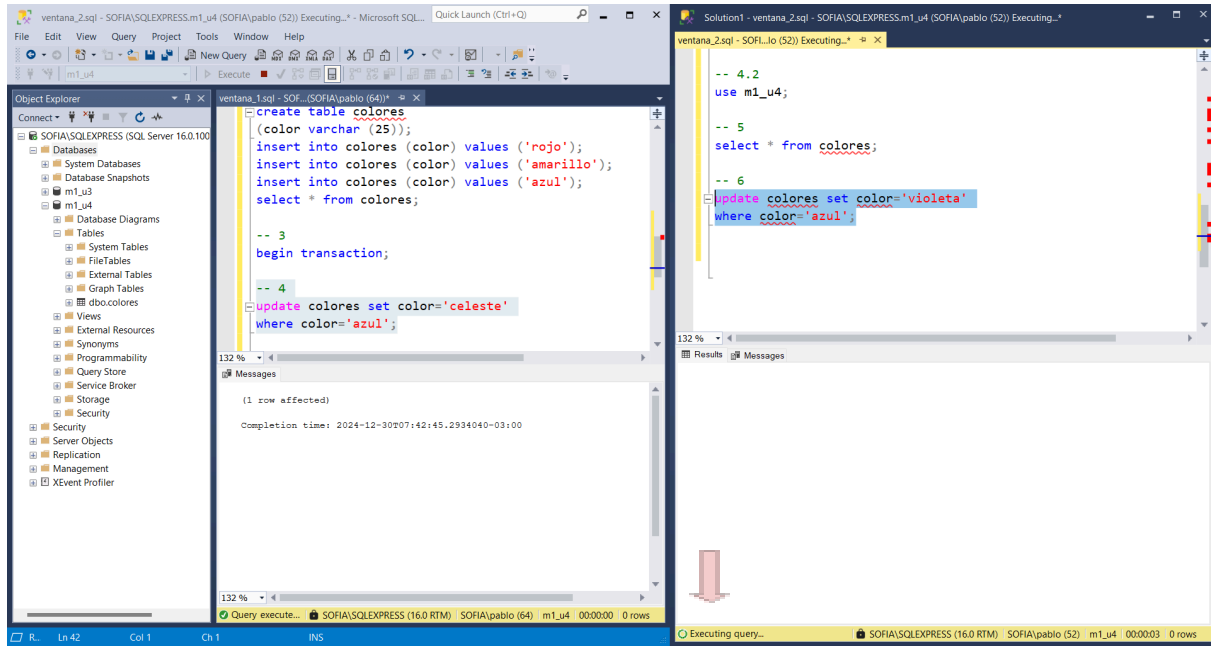 ventana_2.sql - SOFIA\SQLEXPRESS.m1_u4 (SOFIA\pablo (52)) Executing...* - Microsoft SQL...
Quick Launch (Ctrl+Q)
File Edit View Query Project Tools Window Help
New Query
m1_u4
Execute
Object Explorer
Connect
SOFIA\SQLEXPRESS (SQL Server 16.0.100
Databases
System Databases
Database Snapshots
m1_u3
m1_u4
Database Diagrams
Tables
System Tables
FileTables
External Tables
Graph Tables
dbo.colores
Views
External Resources
Synonyms
Programmability
Query Store
Service Broker
Storage
Security
Security
Server Objects
Replication
Management
XEvent Profiler
ventana_1.sql - SOF...(SOFIA\pablo (64))*
create table colores
(color varchar (25));
insert into colores (color) values ('rojo');
insert into colores (color) values ('amarillo');
insert into colores (color) values ('azul');
select * from colores;
-- 3
begin transaction;
-- 4
update colores set color='celeste'
where color='azul';
132 %
Messages
(1 row affected)
Completion time: 2024-12-30T07:42:45.2934040-03:00
132 %
Query execute... SOFIA\SQLEXPRESS (16.0 RTM) SOFIA\pablo (64) m1_u4 00:00:00 0 rows
R... Ln 42 Col 1 Ch 1 INS
Solution1 - ventana_2.sql - SOFIA\SQLEXPRESS.m1_u4 (SOFIA\pablo (52)) Executing...*
ventana_2.sql - SOFI...lo (52)) Executing...*
-- 4.2
use m1_u4;
-- 5
select * from colores;
-- 6
update colores set color='violeta'
where color='azul';
132 %
Results Messages
Executing query... SOFIA\SQLEXPRESS (16.0 RTM) SOFIA\pablo (52) m1_u4 00:00:03 0 rows